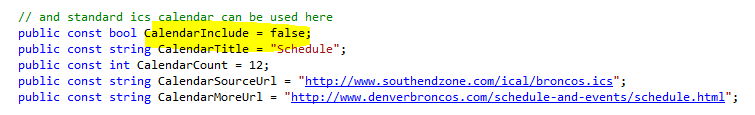 // and standard ics calendar can be used here
public const bool CalendarInclude = false;
public const string CalendarTitle = "Schedule";
public const int CalendarCount = 12;
public const string CalendarSourceUrl = "http://www.southendzone.com/ical/broncos.ics";
public const string CalendarMoreUrl = "http://www.denverbroncos.com/schedule-and-events/schedule.html";